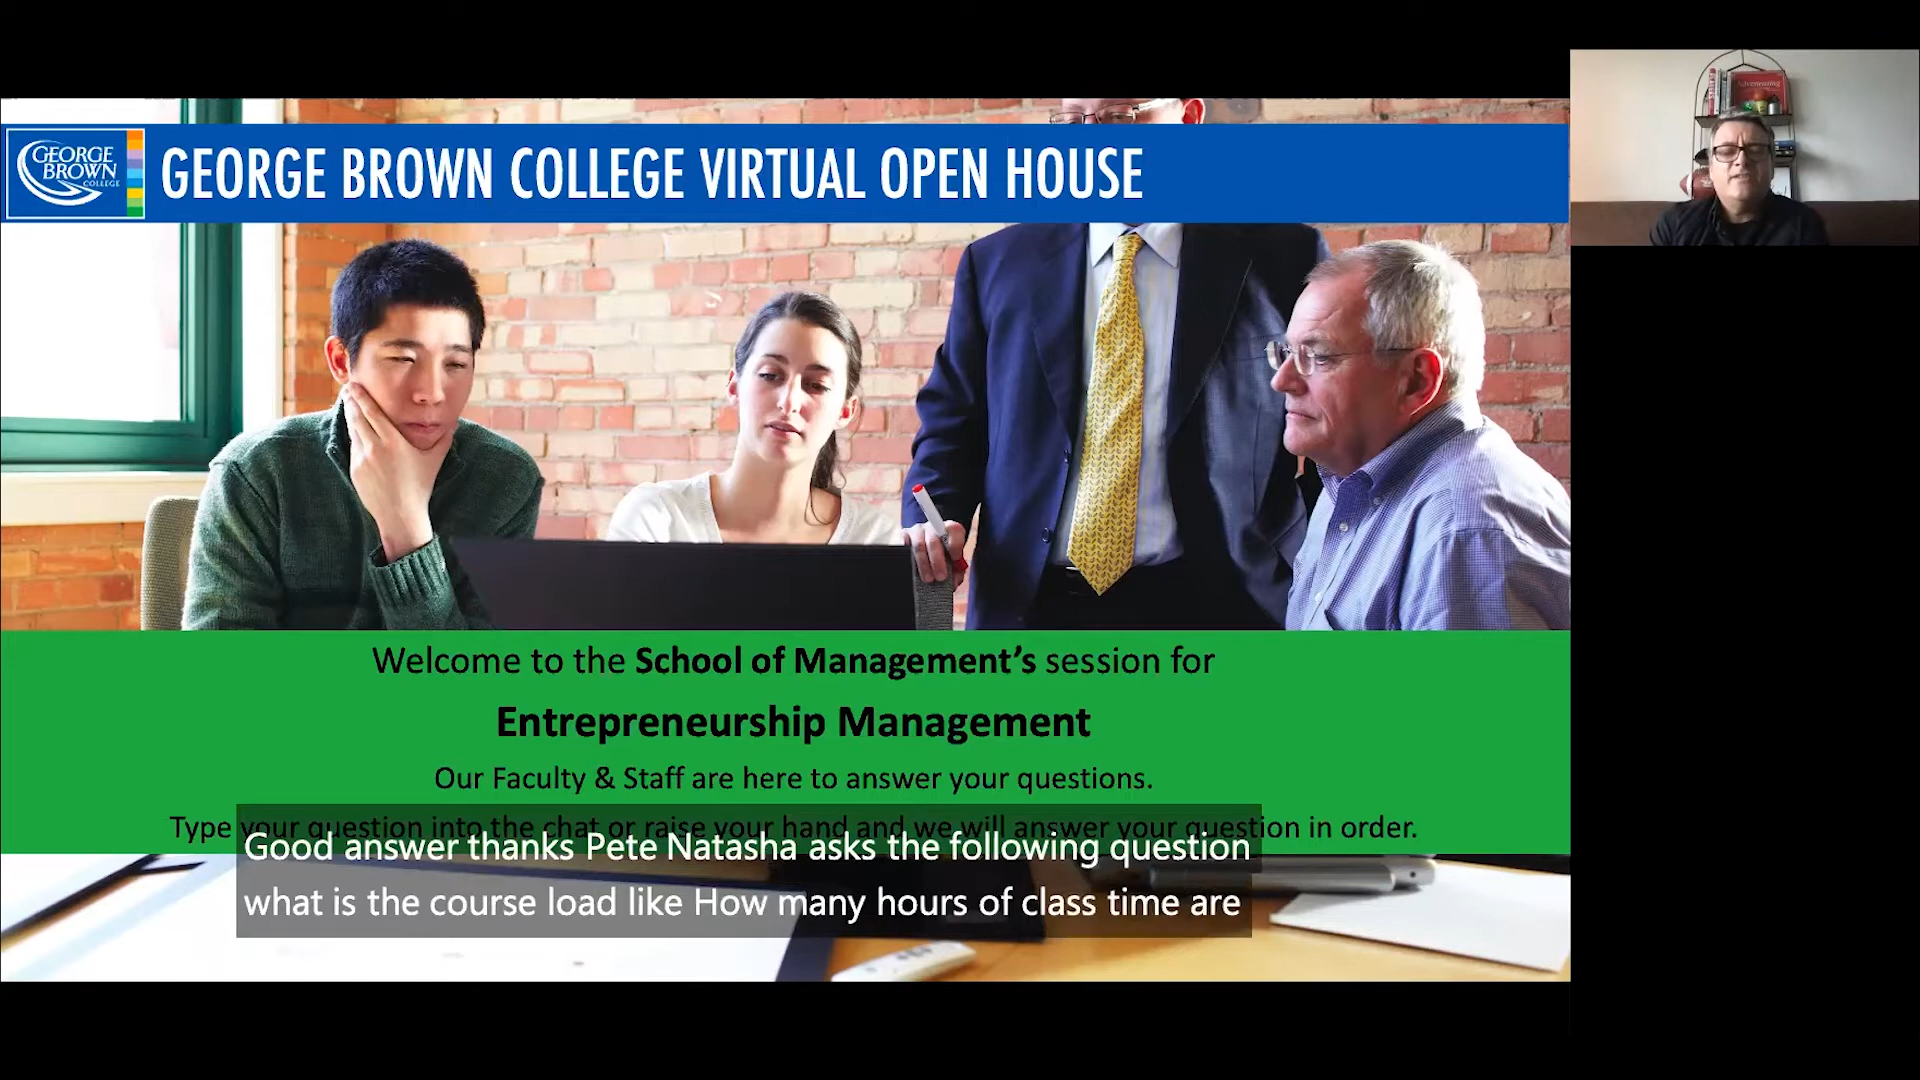 GEORGE
BROWN
COLLEGE
GEORGE BROWN COLLEGE VIRTUAL OPEN HOUSE
Advertising
Welcome to the School of Management's session for
Entrepreneurship Management
Our Faculty & Staff are here to answer your questions.
Type your question into the chat or raise your hand and we will answer your question in order.
Good answer thanks Pete Natasha asks the following question
what is the course load like How many hours of class time are